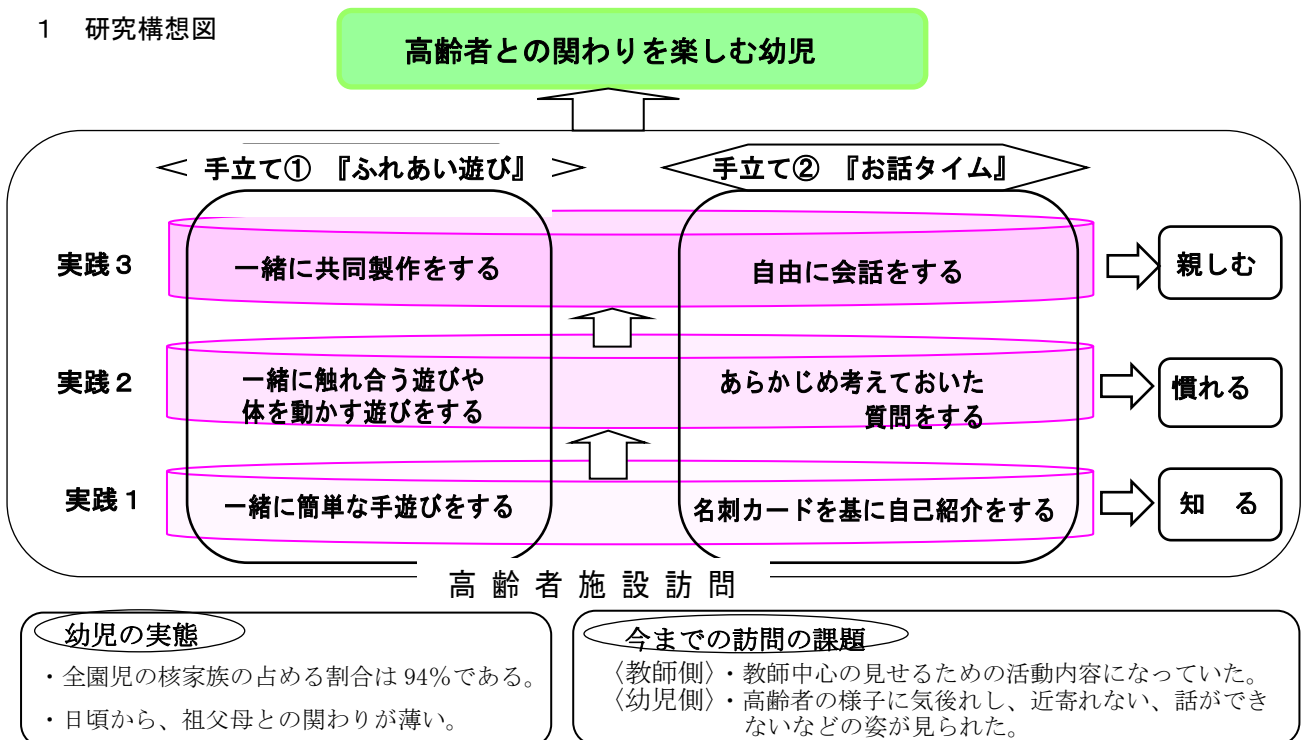 １　研究構想図
高齢者との関わりを楽しむ幼児
手立て①　『ふれあい遊び』
手立て②　『お話タイム』
実践３
一緒に共同製作をする
自由に会話をする
親しむ
実践２
一緒に触れ合う遊びや
体を動かす遊びをする
あらかじめ考えておいた
質問をする
慣れる
実践１
一緒に簡単な手遊びをする
名刺カードを基に自己紹介をする
知　る
高 齢 者 施 設 訪 問
幼児の実態
・全園児の核家族の占める割合は 94％である。
・日頃から、祖父母との関わりが薄い。
今までの訪問の課題
〈教師側〉・教師中心の見せるための活動内容になっていた。
〈幼児側〉・高齢者の様子に気後れし、近寄れない、話ができ
ないなどの姿が見られた。